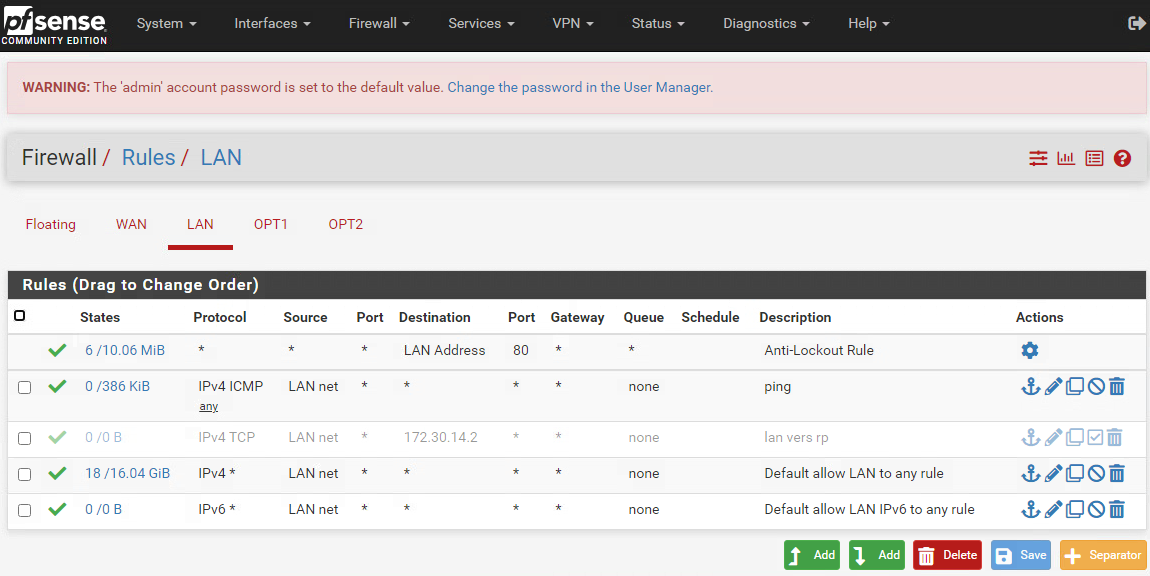 pfsense
COMMUNITY EDITION
System Interfaces Firewall Services VPN Status Diagnostics Help
WARNING: The 'admin' account password is set to the default value. Change the password in the User Manager.
Firewall / Rules / LAN
Floating WAN LAN OPT1 OPT2
Rules (Drag to Change Order)
States Protocol Source Port Destination Port Gateway Queue Schedule Description Actions
6 /10.06 MiB * * * LAN Address 80 * * Anti-Lockout Rule
0 /386 KiB IPv4 ICMP LAN net * * * * none ping
any
0 /0 B IPv4 TCP LAN net * 172.30.14.2 * * none lan vers rp
18 /16.04 GiB IPv4 * LAN net * * * * none Default allow LAN to any rule
0 /0 B IPv6 * LAN net * * * * none Default allow LAN IPv6 to any rule
Add Add Delete Save Separator